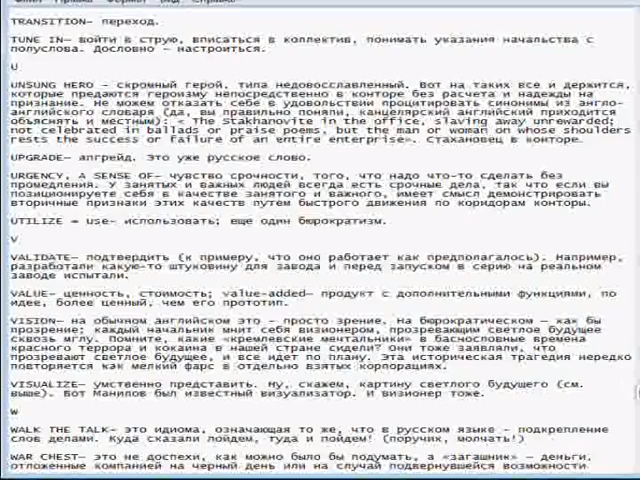 TRANSITION– переход.
TUNE IN– войти в струю, вписаться в коллектив, понимать указания начальства с
полуслова. Дословно – настроиться.
U
UNSUNG HERO – скромный герой, типа недовосславленный. Вот на таких все и держится,
которые предаются героизму непосредственно в конторе без расчета и надежды на
признание. Не можем отказать себе в удовольствии процитировать синонимы из англо-
английского словаря (да, вы правильно поняли, канцелярский английский приходится
объяснять и местным): « The Stakhanovite in the office, slaving away unrewarded;
not celebrated in ballads or praise poems, but the man or woman on whose shoulders
rests the success or failure of an entire enterprise». Стахановец в конторе.
UPGRADE– апгрейд. Это уже русское слово.
URGENCY, A SENSE OF– чувство срочности, того, что надо что-то сделать без
промедления. У занятых и важных людей всегда есть срочные дела, так что если вы
позиционируете себя в качестве занятого и важного, имеет смысл демонстрировать
вторичные признаки этих качеств путем быстрого движения по коридорам конторы.
UTILIZE = use– использовать; еще один бюрократизм.
V
VALIDATE– подтвердить (к примеру, что оно работает как предполагалось). Например,
разработали какую-то штуковину для завода и перед запуском в серию на реальном
заводе испытали.
VALUE– ценность, стоимость; value-added– продукт с дополнительными функциями, по
идее, более ценный, чем его прототип.
VISION– на обычном английском это – просто зрение. На бюрократическом – как бы
прозрение; каждый начальник мнит себя визионером, прозревающим светлое будущее
сквозь мглу. Помните, какие «кремлевские ментальники» в баснословные времена
красного террора и кокаина в нашей стране сидели? Они тоже заявляли, что
прозревают светлое будущее, и все идет по плану. Эта историческая трагедия нередко
повторяется как мелкий фарс в отдельно взятых корпорациях.
VISUALIZE– умственно представить. Ну, скажем, картину светлого будущего (см.
выше). Вот Манилов был известный визуализатор. И визионер тоже.
W
WALK THE TALK– это идиома, означающая то же, что в русском языке – подкрепление
слов делами. Куда сказали пойдем, туда и пойдем! (поручик, молчать!)
WAR CHEST– это не доспехи, как можно было бы подумать, а «загашник» – деньги,
отложенные компанией на черный день или на случай подвернувшейся возможности